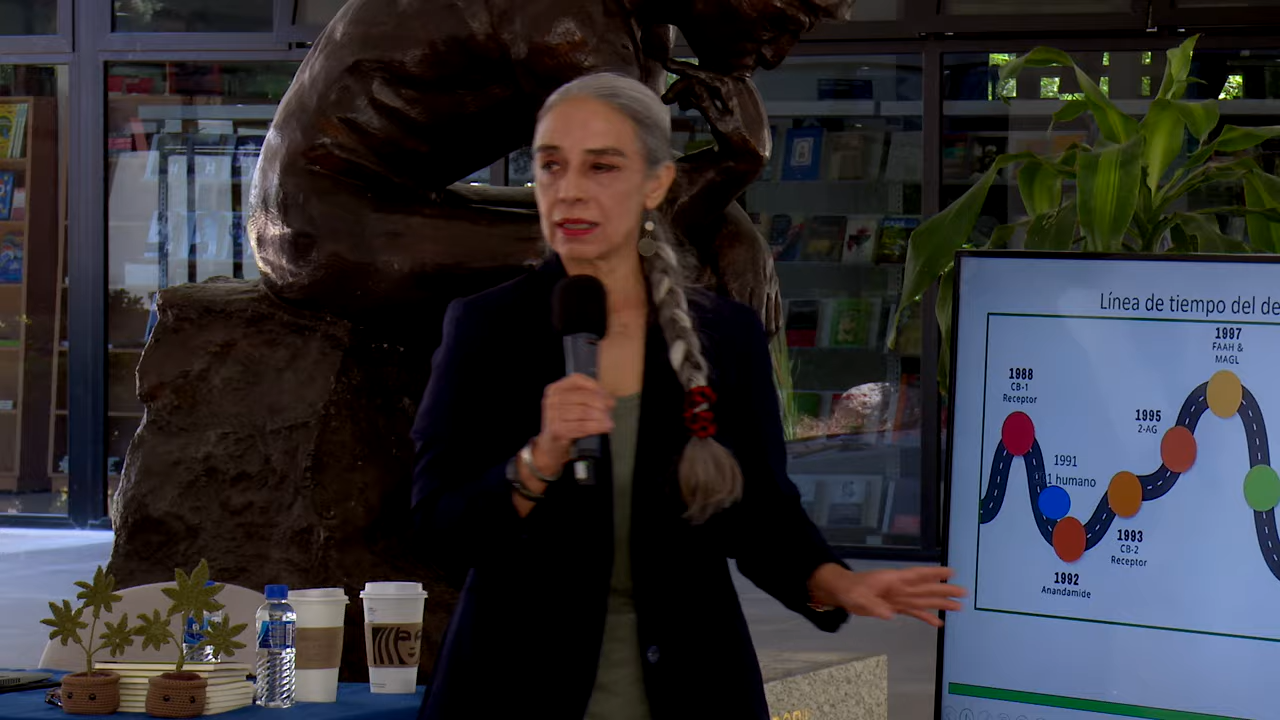 Línea de tiempo del de
1997
FAAH &
MAGL
1988
CB-1
Receptor
1995
2-AG
1991
1 humano
1993
CB-2
Receptor
1992
Anandamide